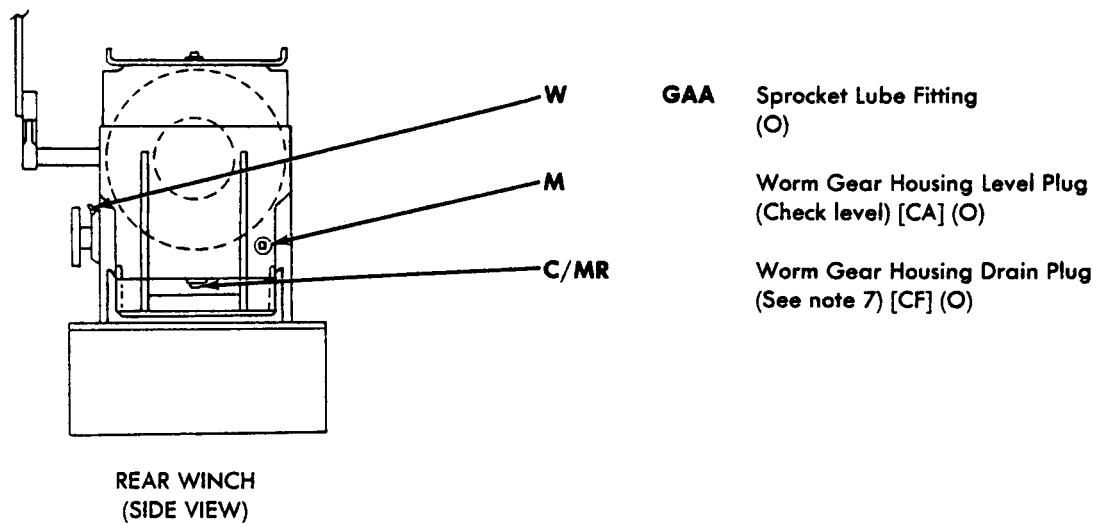 W GAA Sprocket Lube Fitting
(O)
M Worm Gear Housing Level Plug
(Check level) [CA] (O)
C/MR Worm Gear Housing Drain Plug
(See note 7) [CF] (O)
REAR WINCH
(SIDE VIEW)